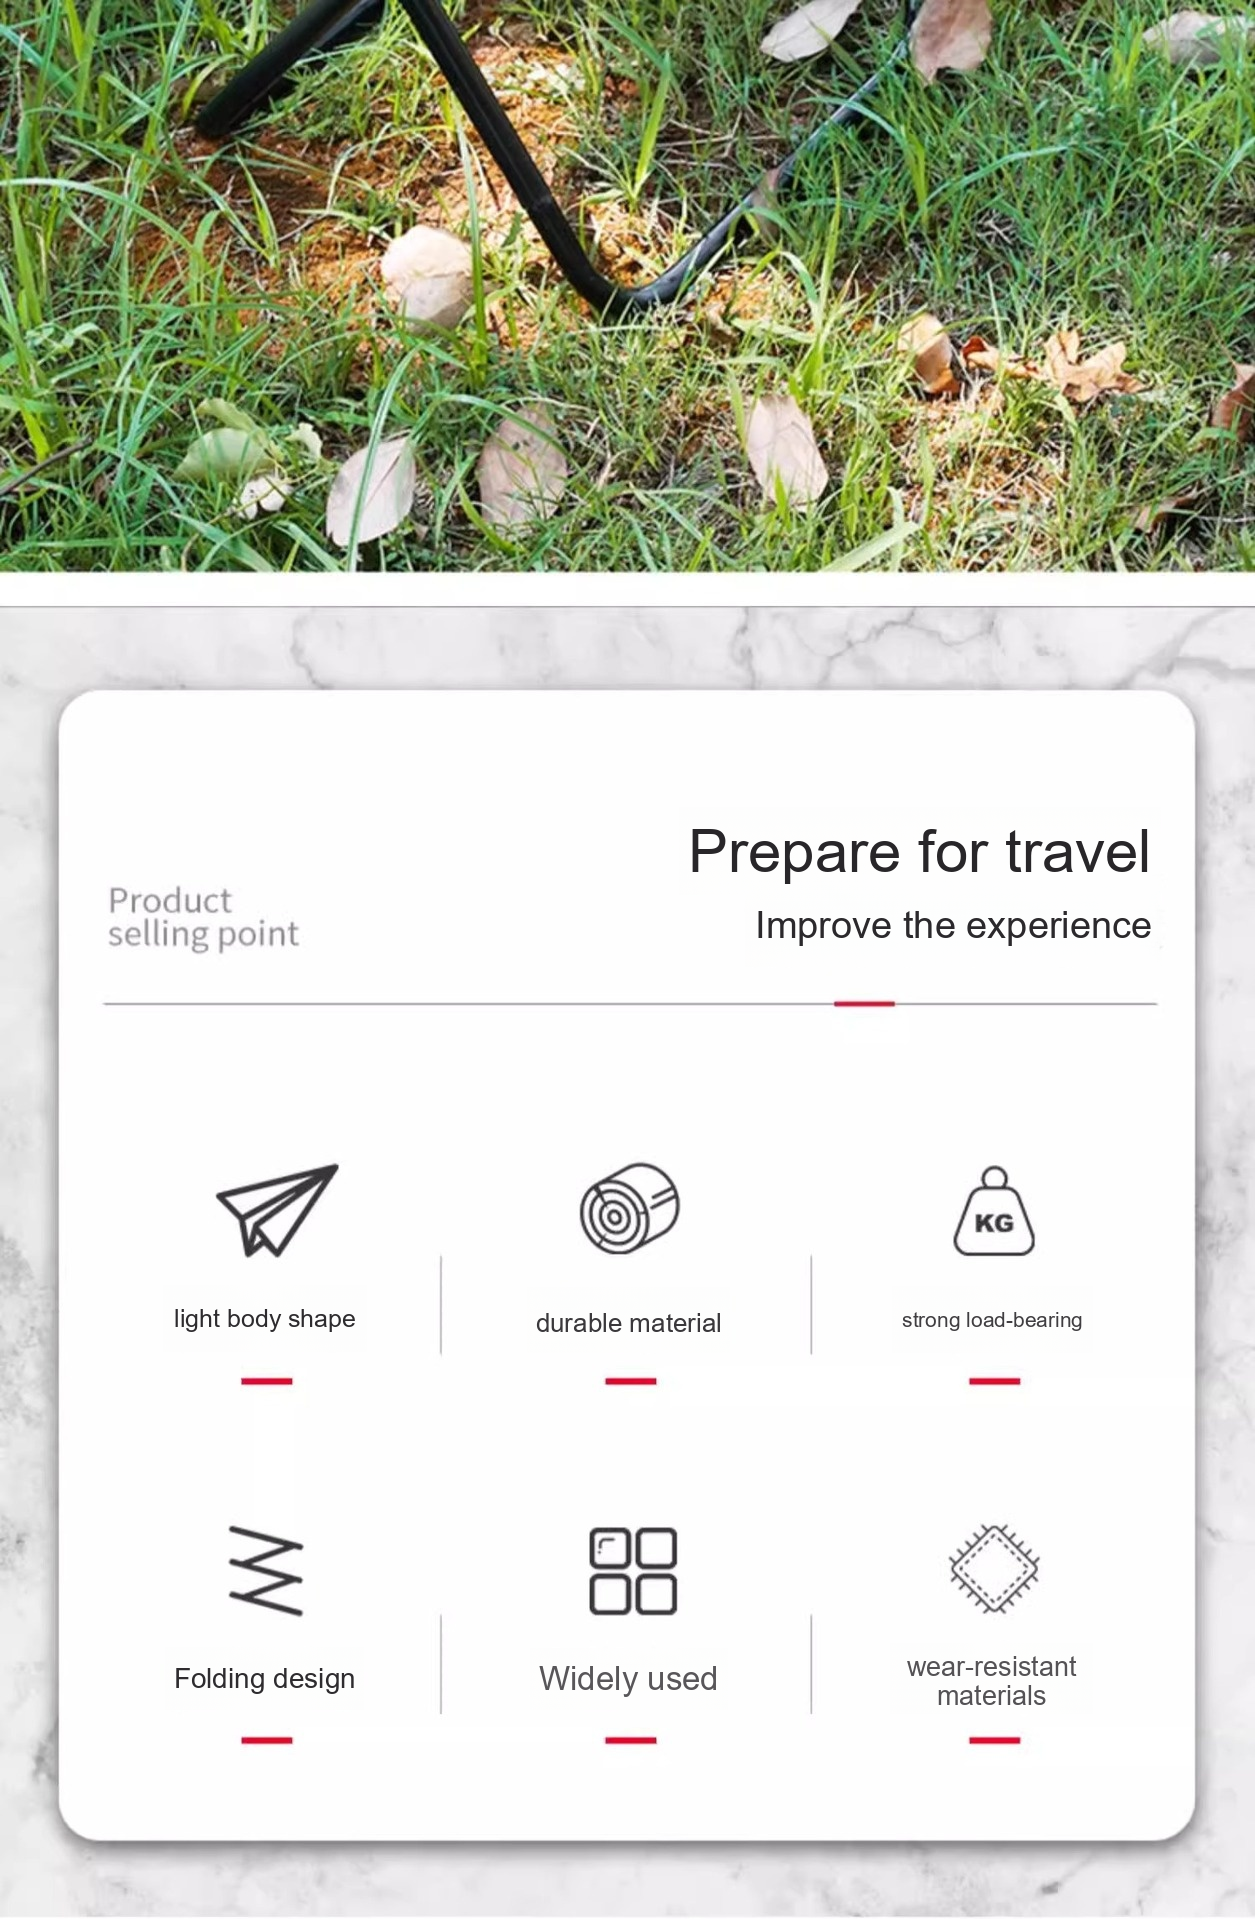 Prepare for travel
Product
selling point
Improve the experience
KG
light body shape
durable material
strong load-bearing
Folding design
Widely used
wear-resistant
materials